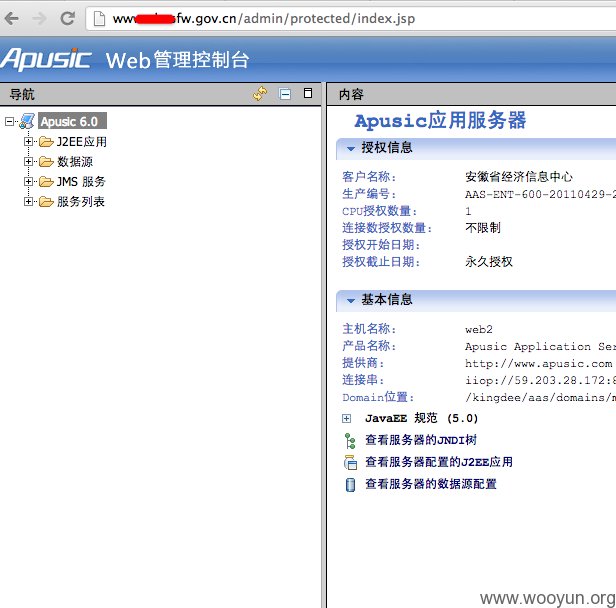 fw.gov.cn/admin/protected/index.jsp
Apusic Web管理控制台
导航
Apusic 6.0
J2EE应用
数据源
JMS 服务
服务列表
内容
Apusic应用服务器
授权信息
客户名称: 安徽省经济信息中心
生产编号: AAS-ENT-600-20110429-2
CPU授权数量: 1
连接数授权数量: 不限制
授权开始日期:
授权截止日期: 永久授权
基本信息
主机名称: web2
产品名称: Apusic Application Ser
提供商: http://www.apusic.com
连接串: iiop://59.203.28.172:6
Domain位置: /kingdee/aas/domains/m
JavaEE 规范 (5.0)
查看服务器的JNDI树
查看服务器配置的J2EE应用
查看服务器的数据源配置
www.wooyun.org